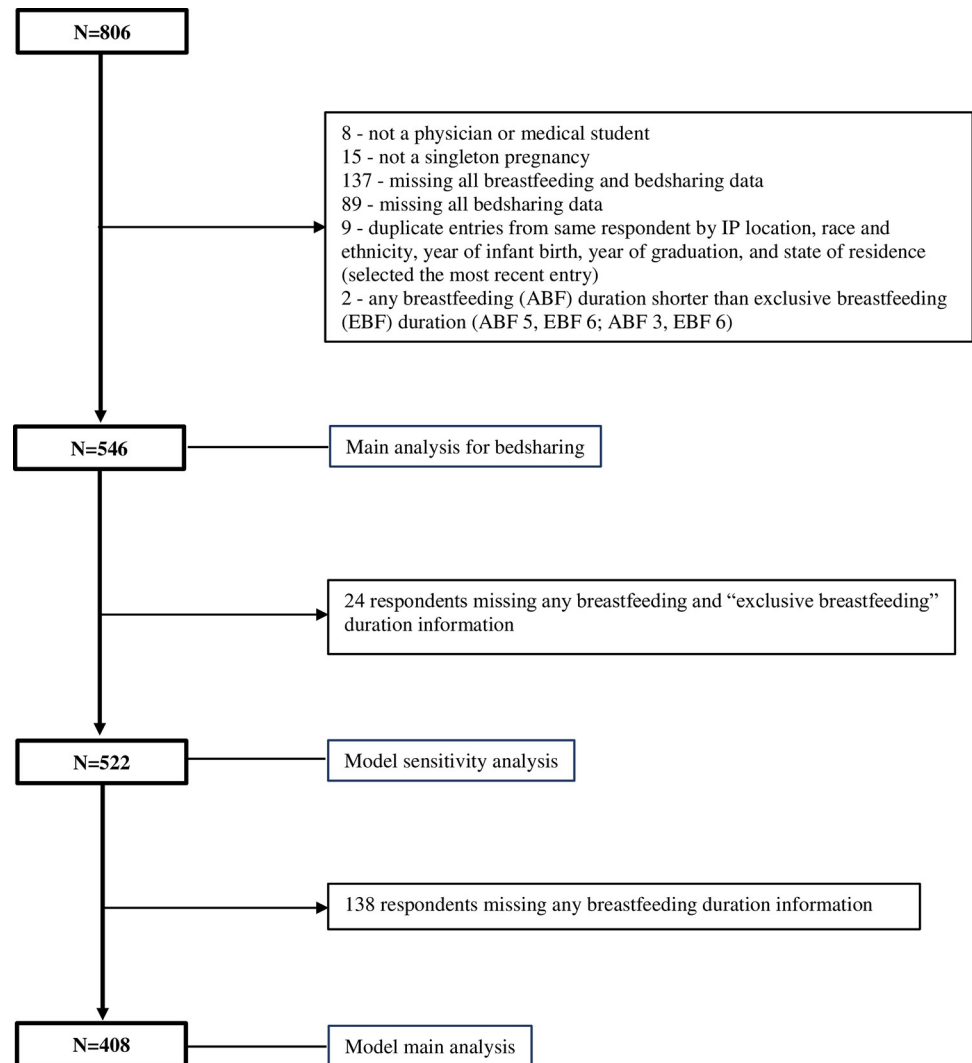 N=806
8 - not a physician or medical student
15 - not a singleton pregnancy
137 - missing all breastfeeding and bedsharing data
89 - missing all bedsharing data
9 - duplicate entries from same respondent by IP location, race and
ethnicity, year of infant birth, year of graduation, and state of residence
(selected the most recent entry)
2 - any breastfeeding (ABF) duration shorter than exclusive breastfeeding
(EBF) duration (ABF 5, EBF 6; ABF 3, EBF 6)
N=546
Main analysis for bedsharing
24 respondents missing any breastfeeding and “exclusive breastfeeding”
duration information
N=522
Model sensitivity analysis
138 respondents missing any breastfeeding duration information
N=408
Model main analysis